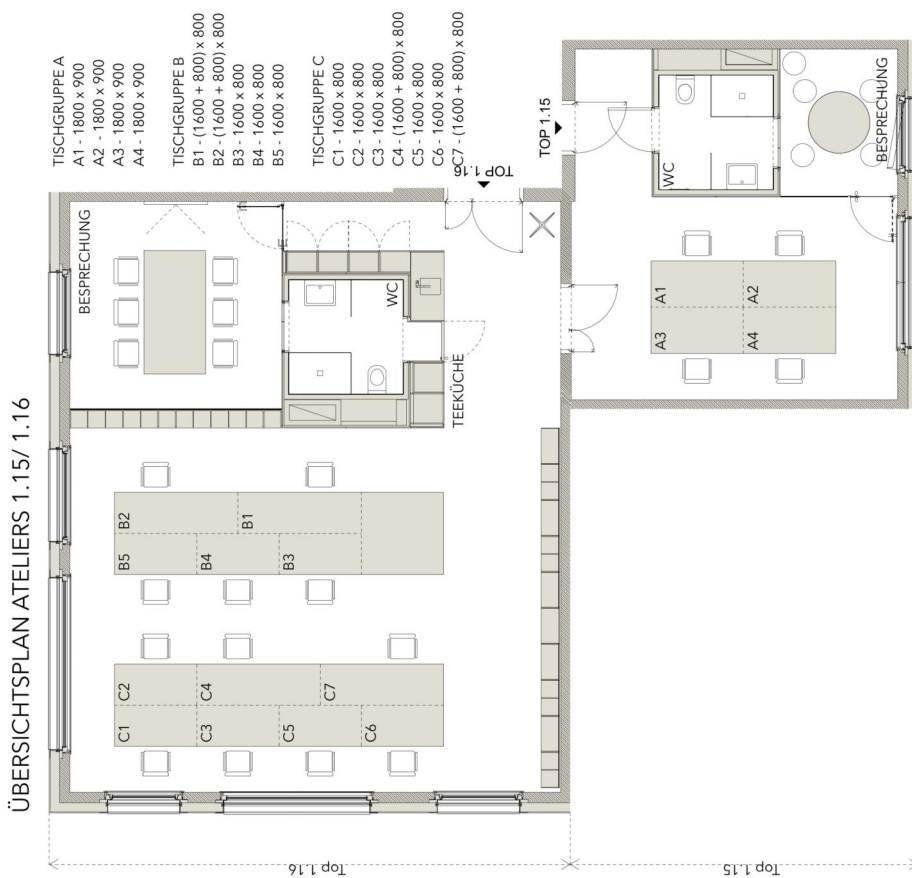 ÜBERSICHTSPLAN ATELIERS 1.15/ 1.16
TISCHGRUPPE A
A1 - 1800 x 900
A2 - 1800 x 900
A3 - 1800 x 900
A4 - 1800 x 900
TISCHGRUPPE B
B1 - (1600 + 800) x 800
B2 - (1600 + 800) x 800
B3 - 1600 x 800
B4 - 1600 x 800
B5 - 1600 x 800
TISCHGRUPPE C
C1 - 1600 x 800
C2 - 1600 x 800
C3 - 1600 x 800
C4 - (1600 + 800) x 800
C5 - 1600 x 800
C6 - 1600 x 800
C7 - (1600 + 800) x 800
BESPRECHUNG
WC
TEEKÜCHE
TOP 1.16
TOP 1.15
WC
BESPRECHUNG
B5
B2
B4
B1
B3
C1
C2
C3
C4
C5
C7
C6
A3
A1
A4
A2
Top 1.16
Top 1.15